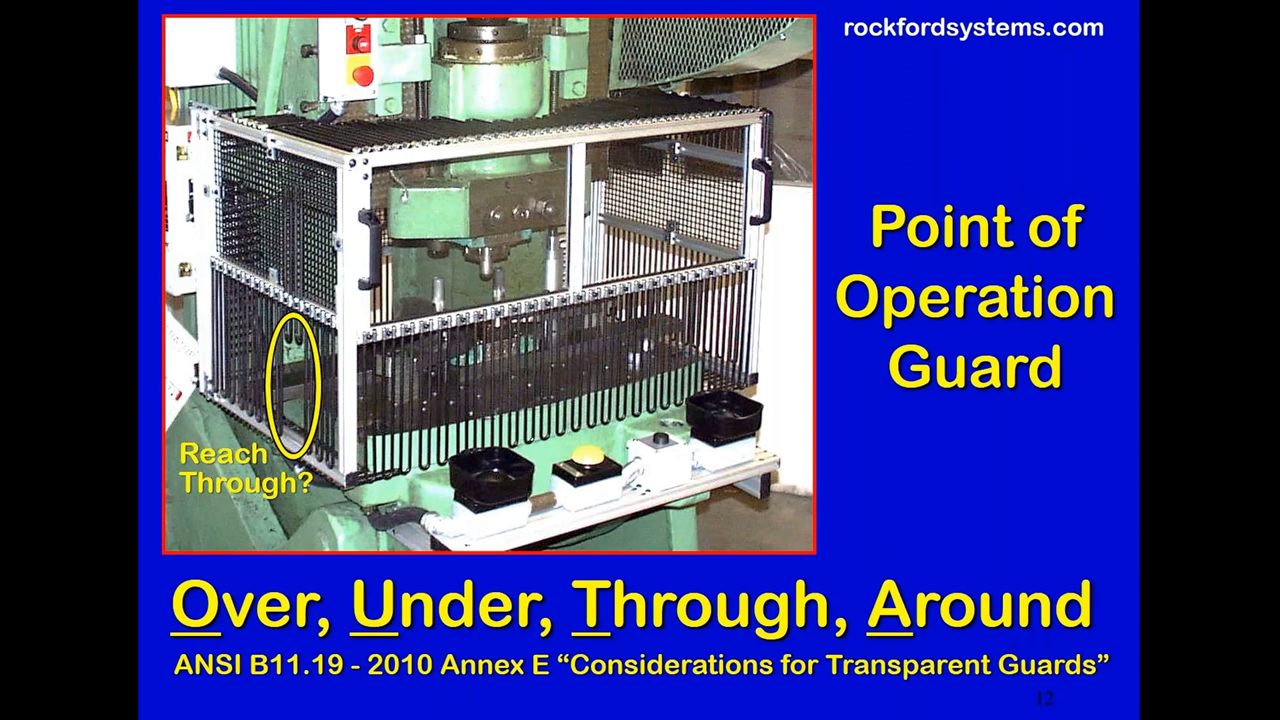 rockfordsystems.com
Point of
Operation
Guard
Reach
Through?
Over, Under, Through, Around
ANSI B11.19 - 2010 Annex E “Considerations for Transparent Guards”
12